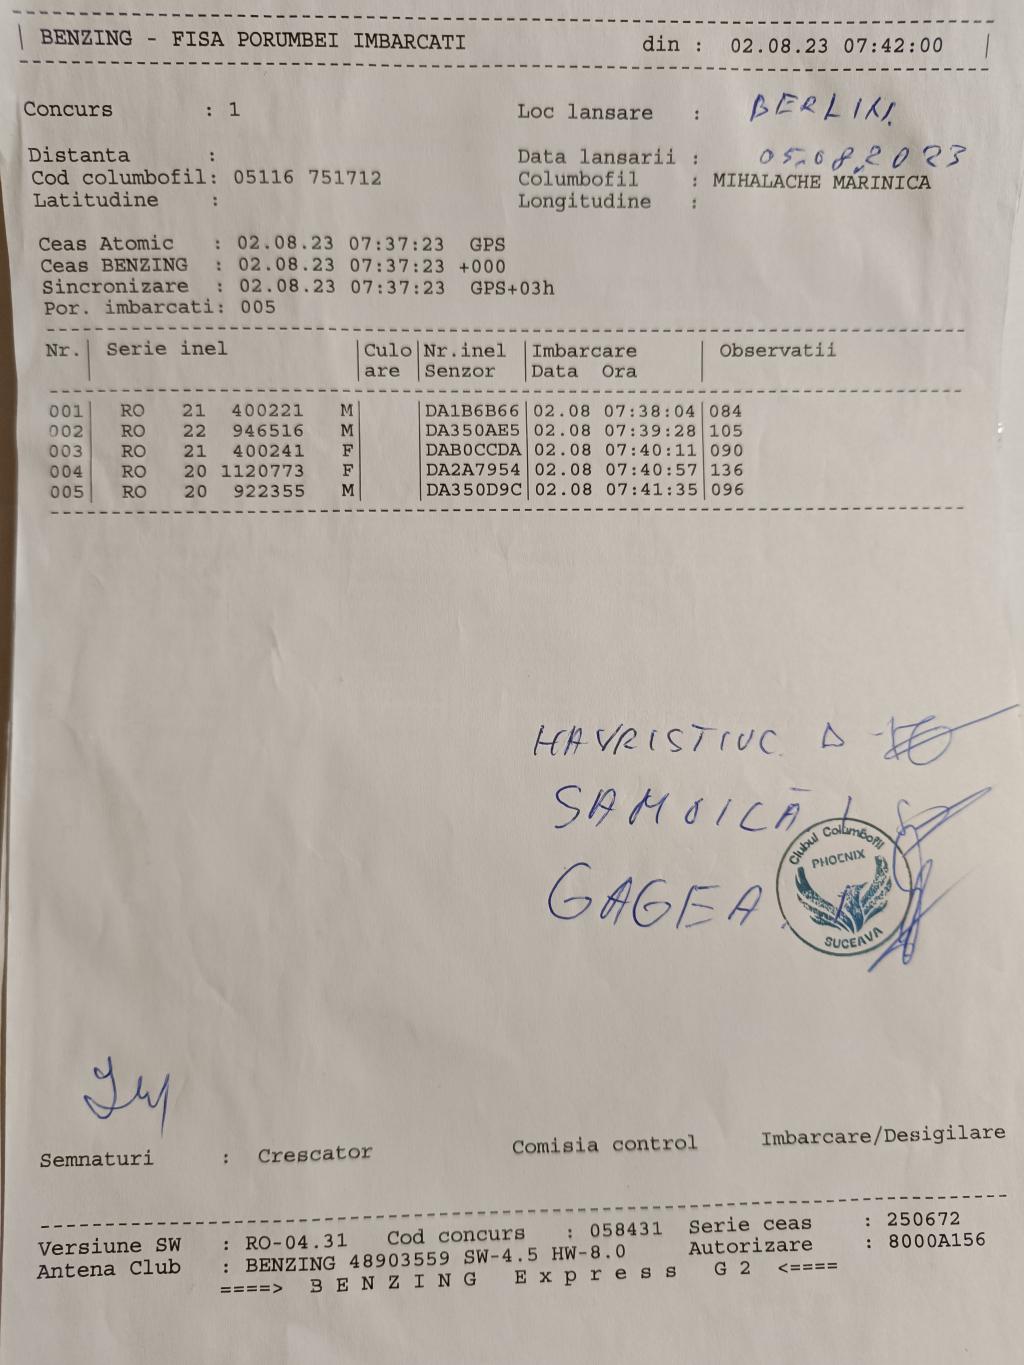 BENZING - FISA PORUMBEI IMBARCATI din : 02.08.23 07:42:00
Concurs : 1 Loc lansare : BERLIN.
Distanta : Data lansarii : 05.08.2023
Cod columbofil: 05116 751712 Columbofil : MIHALACHE MARINICA
Latitudine : Longitudine :
Ceas Atomic : 02.08.23 07:37:23 GPS
Ceas BENZING : 02.08.23 07:37:23 +000
Sincronizare : 02.08.23 07:37:23 GPS+03h
Por. imbarcati: 005
Nr. Serie inel Culo Nr.inel Imbarcare Observatii
are Senzor Data Ora
001 RO 21 400221 M DA1B6B66 02.08 07:38:04 084
002 RO 22 946516 M DA350AE5 02.08 07:39:28 105
003 RO 21 400241 F DAB0CCDA 02.08 07:40:11 090
004 RO 20 1120773 F DA2A7954 02.08 07:40:57 136
005 RO 20 922355 M DA350D9C 02.08 07:41:35 096
HAVRISTIUC D
SAMOILĂ I
GAGEA.
Clubul Columbofil
PHOENIX
SUCEAVA
Semnaturi : Crescator Comisia control Imbarcare/Desigilare
Versiune SW : RO-04.31 Cod concurs : 058431 Serie ceas : 250672
Antena Club : BENZING 48903559 SW-4.5 HW-8.0 Autorizare : 8000A156
====> B E N Z I N G E x p r e s s G 2 <====